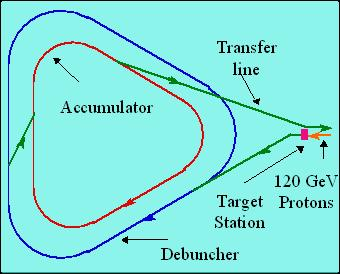 Transfer
line
Accumulator
120 GeV
Protons
Target
Station
Debuncher